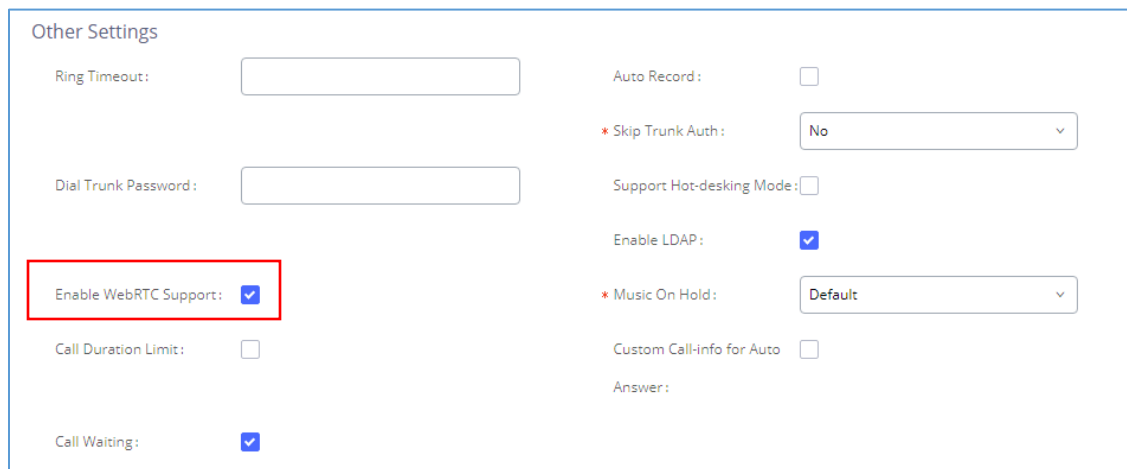 Other Settings
Ring Timeout :
Auto Record :
* Skip Trunk Auth :
No
Dial Trunk Password :
Support Hot-desking Mode :
Enable LDAP :
Enable WebRTC Support :
* Music On Hold :
Default
Call Duration Limit :
Custom Call-info for Auto
Answer :
Call Waiting :